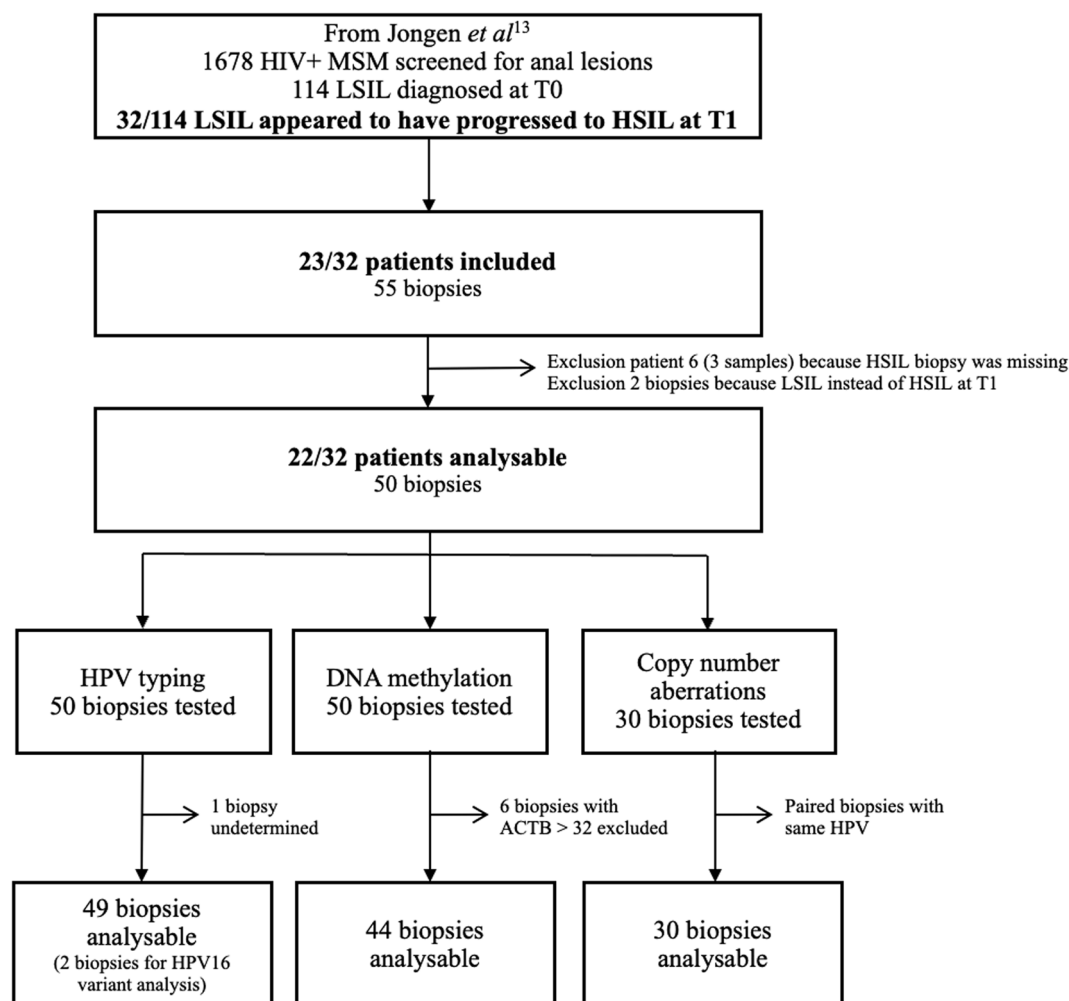 From Jongen et al13
1678 HIV+ MSM screened for anal lesions
114 LSIL diagnosed at T0
32/114 LSIL appeared to have progressed to HSIL at T1
23/32 patients included
55 biopsies
Exclusion patient 6 (3 samples) because HSIL biopsy was missing
Exclusion 2 biopsies because LSIL instead of HSIL at T1
22/32 patients analysable
50 biopsies
HPV typing
50 biopsies tested
DNA methylation
50 biopsies tested
Copy number
aberrations
30 biopsies tested
1 biopsy
undetermined
6 biopsies with
ACTB > 32 excluded
Paired biopsies with
same HPV
49 biopsies
analysable
(2 biopsies for HPV16
variant analysis)
44 biopsies
analysable
30 biopsies
analysable